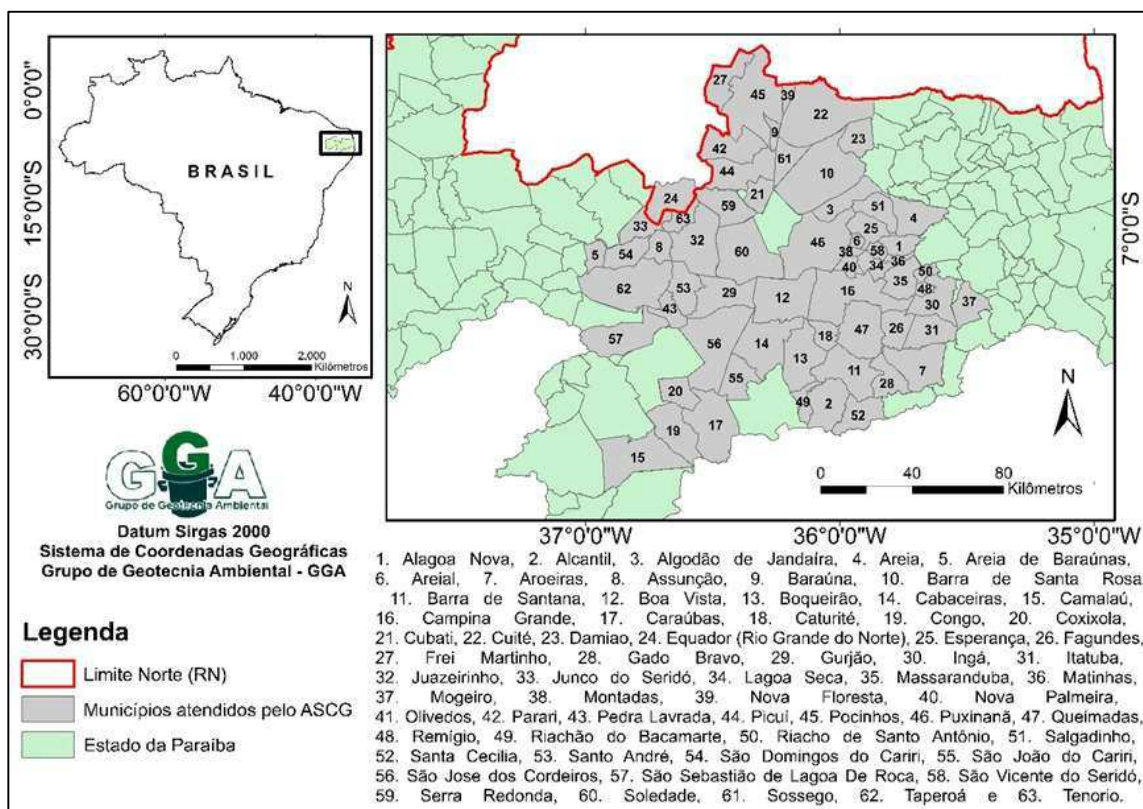 0°0'0"
15°0'0"S
30°0'0"S
BRASIL
N
0 1.000 2.000
Kilômetros
60°0'0"W 40°0'0"W
GGA
Grupo de Geotecnia Ambiental
Datum Sirgas 2000
Sistema de Coordenadas Geográficas
Grupo de Geotecnia Ambiental - GGA
Legenda
Limite Norte (RN)
Municípios atendidos pelo ASCG
Estado da Paraíba
27
45
39
22
9
23
42
61
44
10
21
24
59
3
51
4
63
33
25
32
46
6
8
38
58
1
5
54
60
36
40
34
50
62
53
35
29
16
48
12
43
30
37
47
26
31
57
56
14
18
13
11
7
55
28
20
49
2
52
17
19
15
N
0 40 80
Kilômetros
7°0'0"S
37°0'0"W 36°0'0"W 35°0'0"W
1. Alagoa Nova, 2. Alcantil, 3. Algodão de Jandaíra, 4. Areia, 5. Areia de Baraúnas,
6. Areial, 7. Aroeiras, 8. Assunção, 9. Baraúna, 10. Barra de Santa Rosa
11. Barra de Santana, 12. Boa Vista, 13. Boqueirão, 14. Cabaceiras, 15. Camalaú,
16. Campina Grande, 17. Caraúbas, 18. Caturité, 19. Congo, 20. Coxixola,
21. Cubati, 22. Cuité, 23. Damiao, 24. Equador (Rio Grande do Norte), 25. Esperança, 26. Fagundes,
27. Frei Martinho, 28. Gado Bravo, 29. Gurjão, 30. Ingá, 31. Itatuba,
32. Juazeirinho, 33. Junco do Seridó, 34. Lagoa Seca, 35. Massaranduba, 36. Matinhas,
37. Mogeiro, 38. Montadas, 39. Nova Floresta, 40. Nova Palmeira,
41. Olivedos, 42. Parari, 43. Pedra Lavrada, 44. Picuí, 45. Pocinhos, 46. Puxinanã, 47. Queimadas,
48. Remígio, 49. Riachão do Bacamarte, 50. Riacho de Santo Antônio, 51. Salgadinho,
52. Santa Cecilia, 53. Santo André, 54. São Domingos do Cariri, 55. São João do Cariri,
56. São Jose dos Cordeiros, 57. São Sebastião de Lagoa De Roca, 58. São Vicente do Seridó,
59. Serra Redonda, 60. Soledade, 61. Sossego, 62. Taperoá e 63. Tenorio.